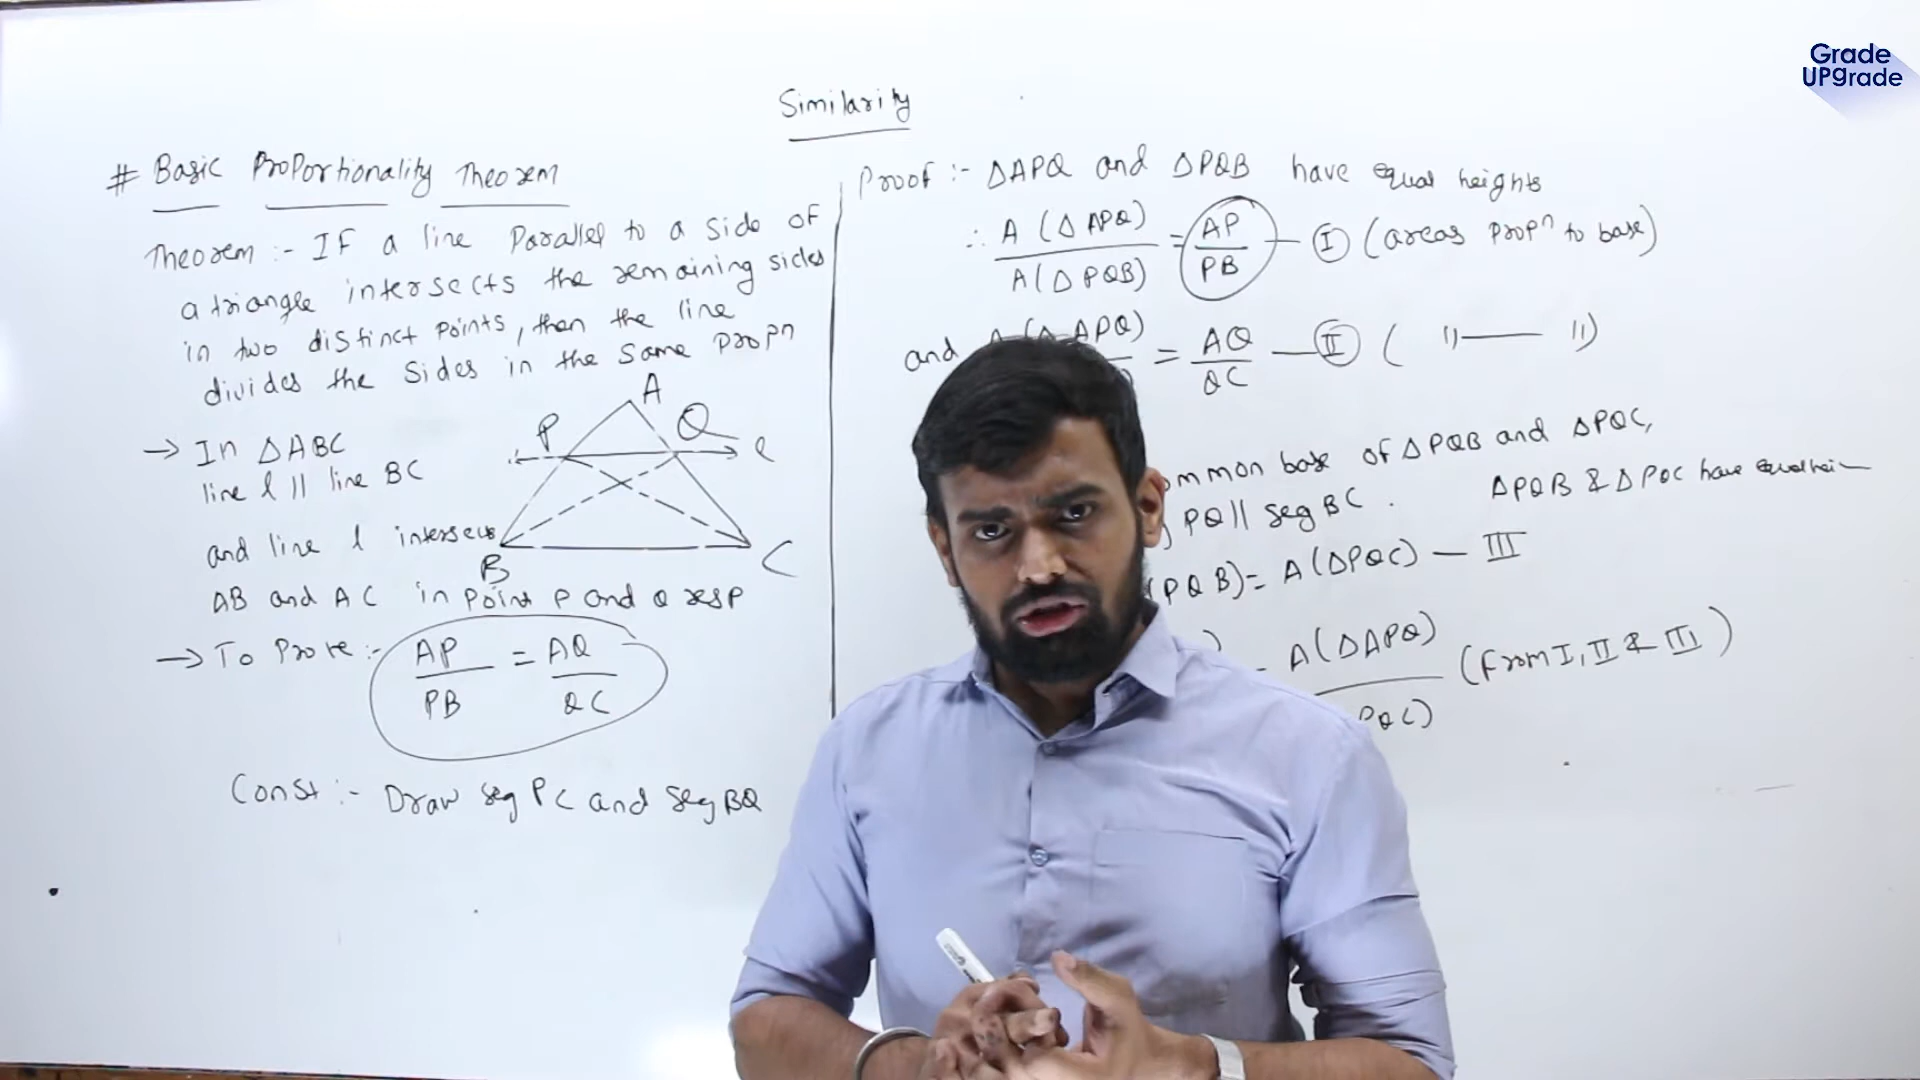 Grade
UPgrade
Similarity
# Basic Proportionality Theorem
Theorem :- If a line Parallel to a side of
a triangle intersects the remaining sides
in two distinct points, then the line
divides the sides in the same propn
→ In ΔABC
line l || line BC
and line l intersects
AB and AC in point P and Q resp
A
P
Q
l
B
C
→ To Prove :- AP/PB = AQ/QC
Const :- Draw seg PC and seg BQ
Proof :- ΔAPQ and ΔPQB have equal heights
∴ A(ΔAPQ)/A(ΔPQB) = AP/PB — I (areas propn to base)
and A(ΔAPQ) = AQ/QC — II ( 〃 —— 〃 )
base of ΔPQB and ΔPQC,
PQ || seg BC . ΔPQB & ΔPQC have equal
PQB) = A(ΔPQC) — III
A(ΔAPQ)/PQC) (From I, II & III)